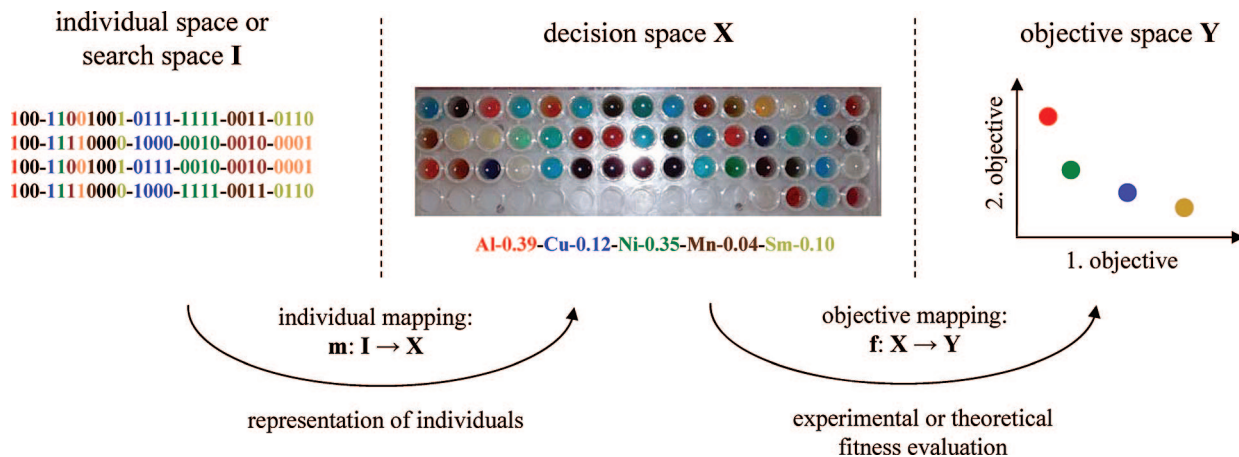 individual space or
search space I
decision space X
objective space Y
100-11001001-0111-1111-0011-0110
100-11110000-1000-0010-0010-0001
100-11001001-0111-0010-0010-0001
100-11110000-1000-1111-0011-0110
Al-0.39-Cu-0.12-Ni-0.35-Mn-0.04-Sm-0.10
2. objective
1. objective
individual mapping:
m: I → X
objective mapping:
f: X → Y
representation of individuals
experimental or theoretical
fitness evaluation